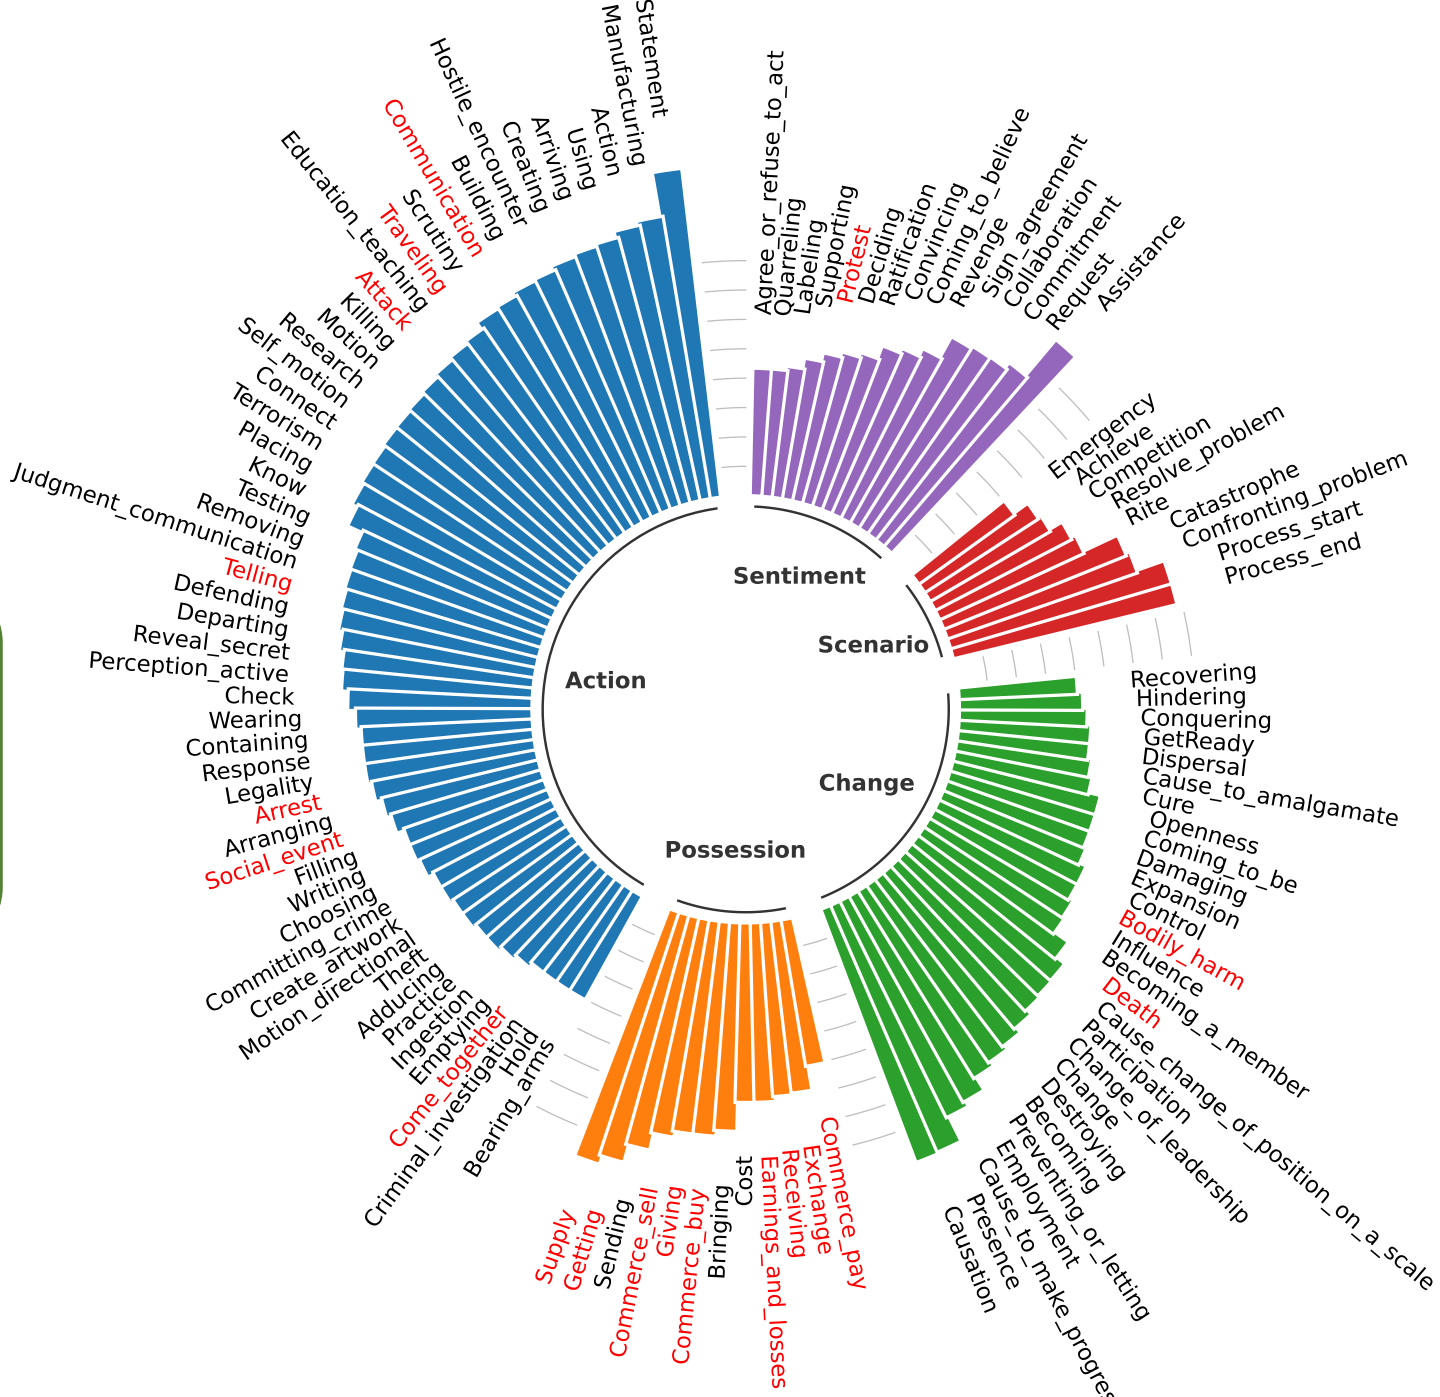 Statement
Manufacturing
Action
Using
Arriving
Creating
Hostile_encounter
Building
Communication
Scrutiny
Traveling
Education_teaching
Attack
Killing
Motion
Research
Self_motion
Connect
Terrorism
Placing
Know
Testing
Removing
Judgment_communication
Telling
Defending
Departing
Reveal_secret
Perception_active
Check
Wearing
Containing
Response
Legality
Arrest
Arranging
Social_event
Filling
Writing
Choosing
Committing_crime
Create_artwork
Motion_directional
Theft
Adducing
Practice
Ingestion
Emptying
Come_together
Criminal_investigation
Hold
Bearing_arms
Agree_or_refuse_to_act
Quarreling
Labeling
Supporting
Protest
Deciding
Ratification
Convincing
Coming_to_believe
Revenge
Sign_agreement
Collaboration
Commitment
Request
Assistance
Emergency
Achieve
Competition
Resolve_problem
Rite
Catastrophe
Confronting_problem
Process_start
Process_end
Recovering
Hindering
Conquering
GetReady
Dispersal
Cause_to_amalgamate
Cure
Openness
Coming_to_be
Damaging
Expansion
Control
Bodily_harm
Influence
Becoming_a_member
Death
Cause_change_of_position_on_a_scale
Participation
Change_of_leadership
Change
Destroying
Becoming
Preventing_or_letting
Employment
Cause_to_make_progres
Presence
Causation
Commerce_pay
Exchange
Receiving
Earnings_and_losses
Cost
Bringing
Commerce_buy
Giving
Commerce_sell
Sending
Getting
Supply
Sentiment
Scenario
Action
Change
Possession